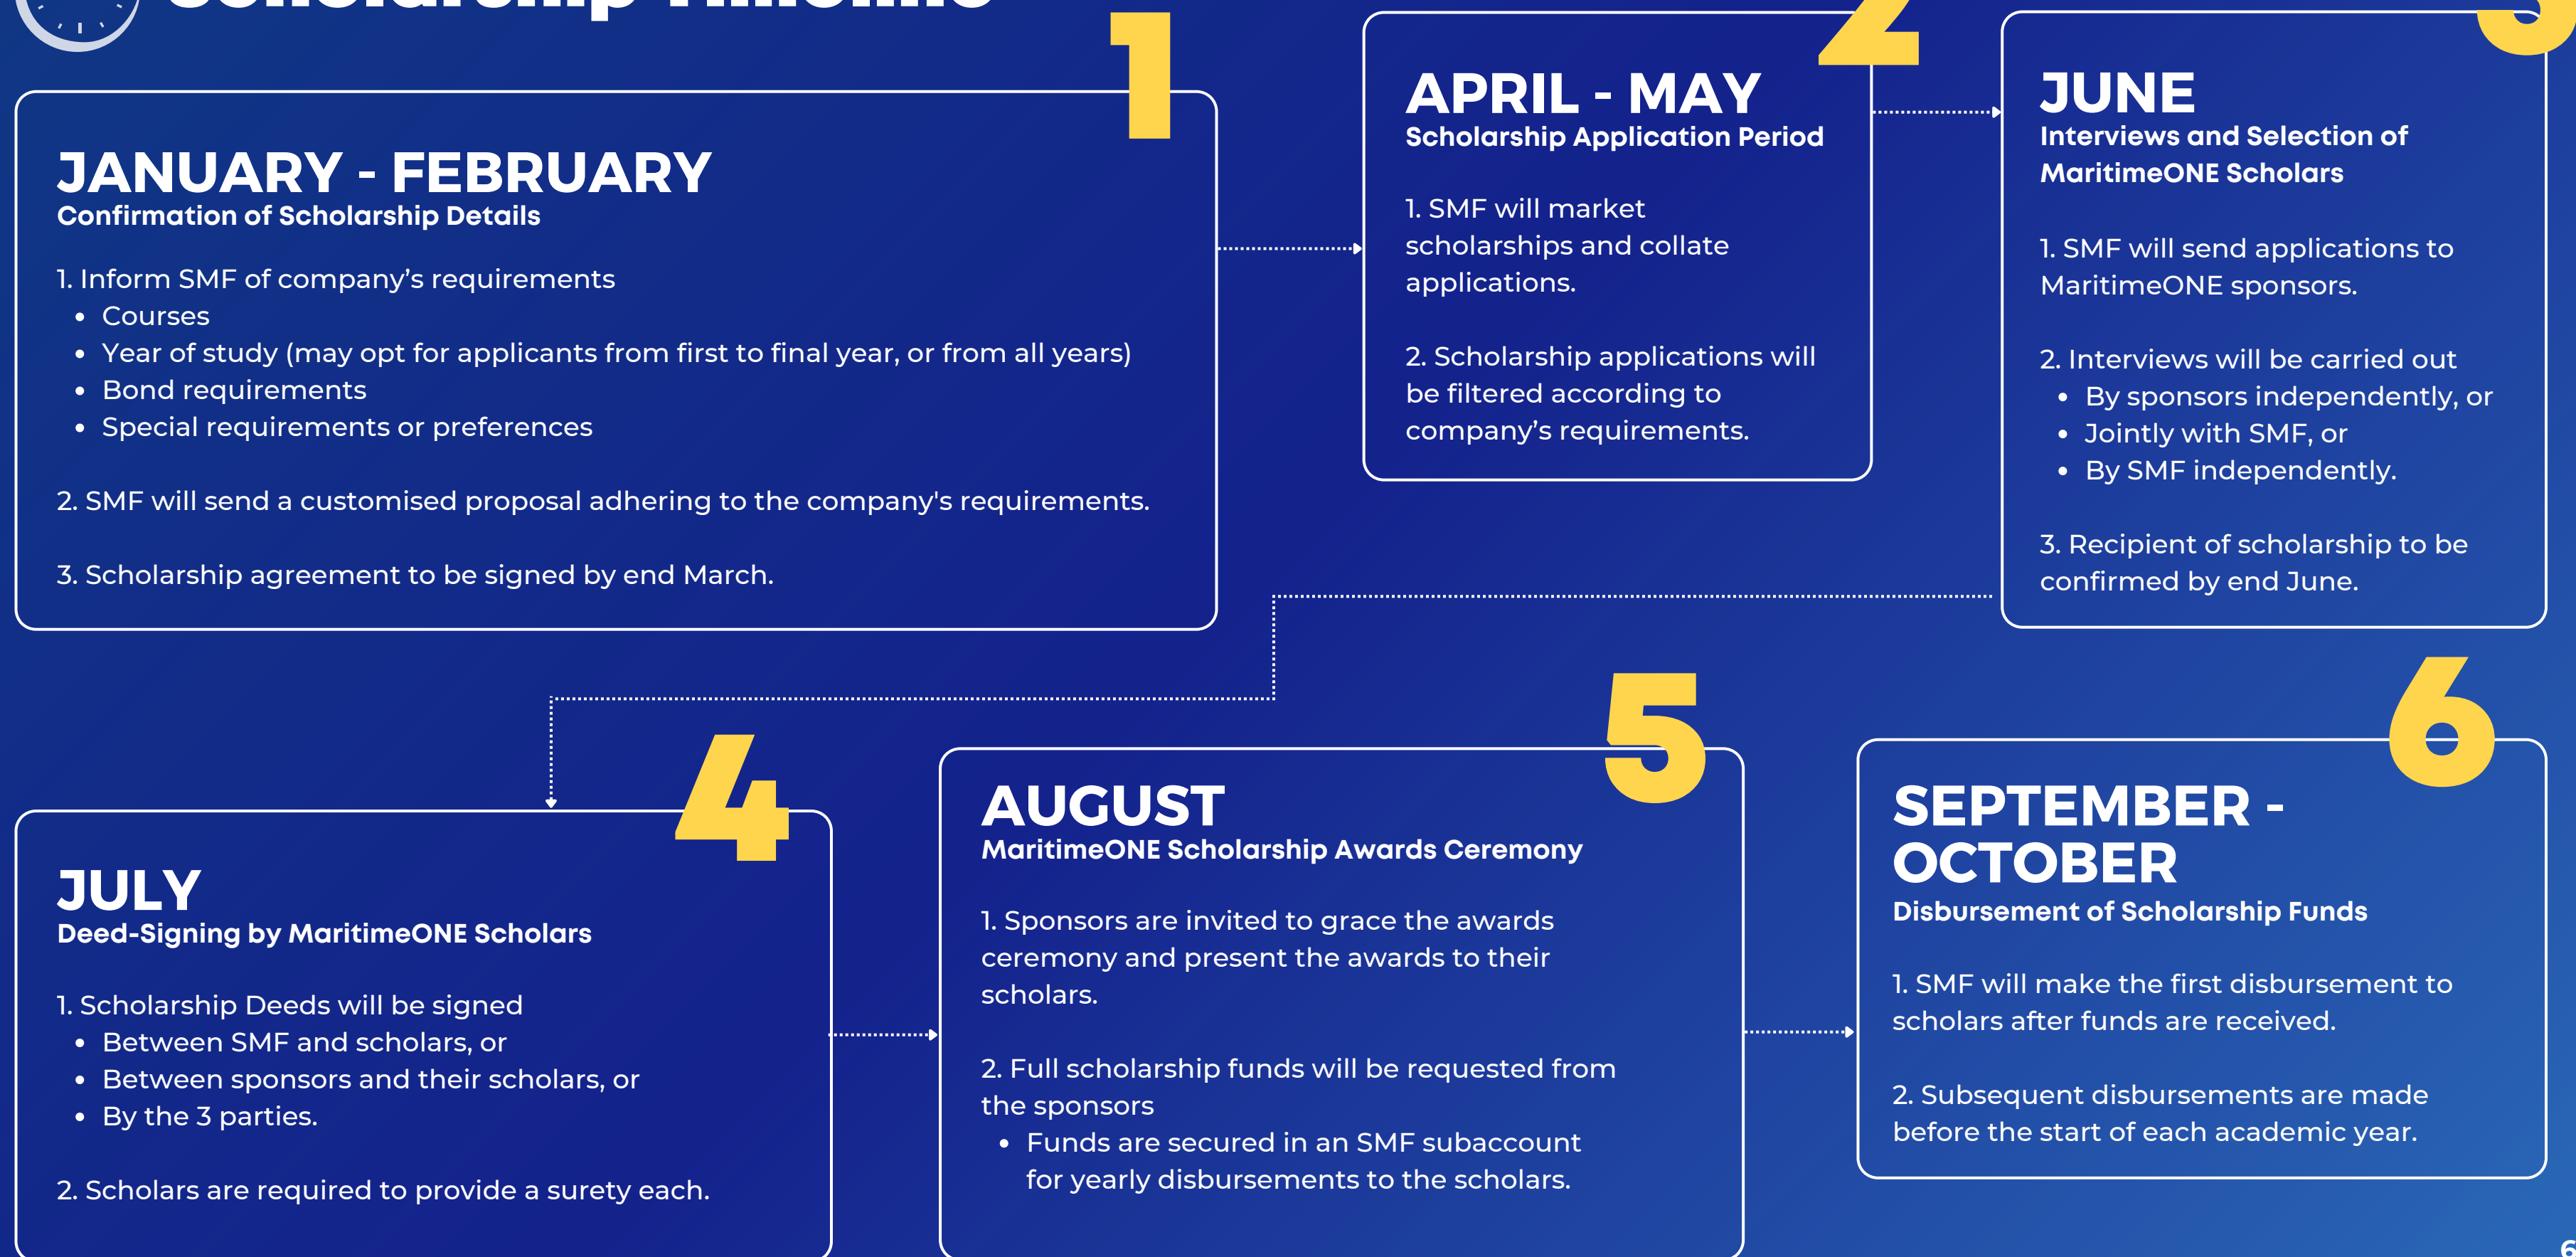 Scholarship Timeline
1
JANUARY - FEBRUARY
Confirmation of Scholarship Details
1. Inform SMF of company’s requirements
• Courses
• Year of study (may opt for applicants from first to final year, or from all years)
• Bond requirements
• Special requirements or preferences
2. SMF will send a customised proposal adhering to the company's requirements.
3. Scholarship agreement to be signed by end March.
2
APRIL - MAY
Scholarship Application Period
1. SMF will market
scholarships and collate
applications.
2. Scholarship applications will
be filtered according to
company’s requirements.
3
JUNE
Interviews and Selection of
MaritimeONE Scholars
1. SMF will send applications to
MaritimeONE sponsors.
2. Interviews will be carried out
• By sponsors independently, or
• Jointly with SMF, or
• By SMF independently.
3. Recipient of scholarship to be
confirmed by end June.
4
JULY
Deed-Signing by MaritimeONE Scholars
1. Scholarship Deeds will be signed
• Between SMF and scholars, or
• Between sponsors and their scholars, or
• By the 3 parties.
2. Scholars are required to provide a surety each.
5
AUGUST
MaritimeONE Scholarship Awards Ceremony
1. Sponsors are invited to grace the awards
ceremony and present the awards to their
scholars.
2. Full scholarship funds will be requested from
the sponsors
• Funds are secured in an SMF subaccount
for yearly disbursements to the scholars.
6
SEPTEMBER -
OCTOBER
Disbursement of Scholarship Funds
1. SMF will make the first disbursement to
scholars after funds are received.
2. Subsequent disbursements are made
before the start of each academic year.